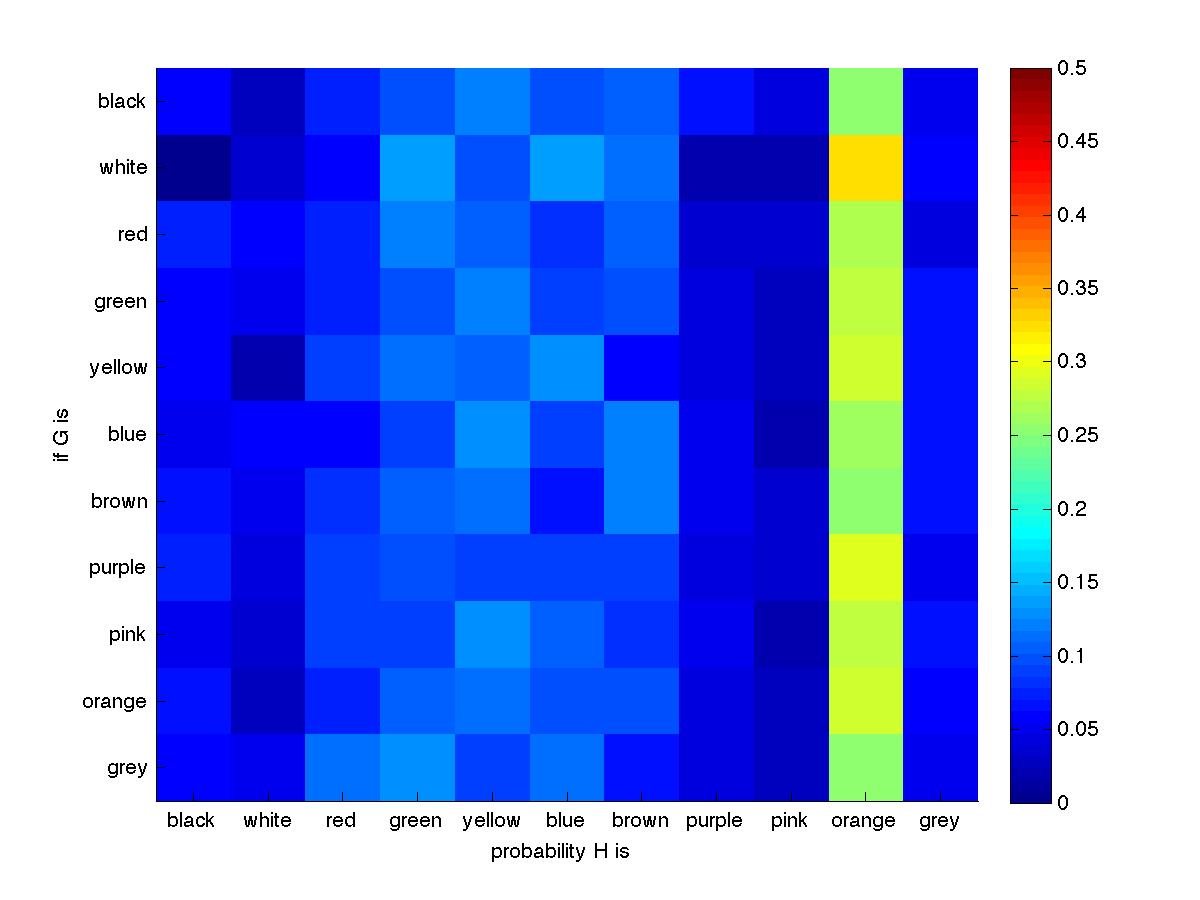 black
white
red
green
yellow
blue
brown
purple
pink
orange
grey
if G is
black white red green yellow blue brown purple pink orange grey
probability H is
0.5
0.45
0.4
0.35
0.3
0.25
0.2
0.15
0.1
0.05
0